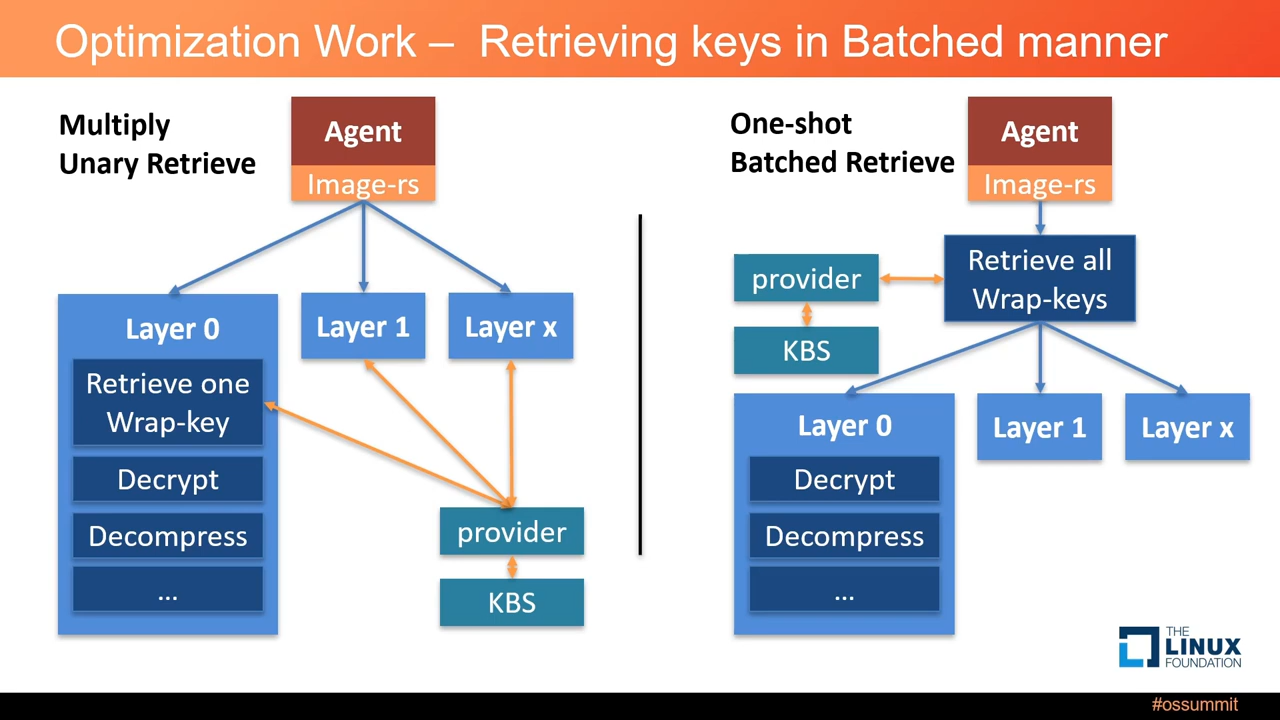 Optimization Work – Retrieving keys in Batched manner
Multiply
Unary Retrieve
Agent
Image-rs
Layer 0
Layer 1
Layer x
Retrieve one
Wrap-key
Decrypt
Decompress
...
provider
KBS
One-shot
Batched Retrieve
Agent
Image-rs
Retrieve all
Wrap-keys
provider
KBS
Layer 0
Layer 1
Layer x
Decrypt
Decompress
...
THE
LINUX
FOUNDATION
#ossummit